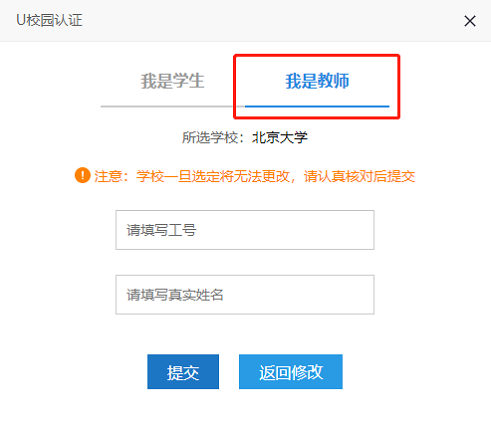 U校园认证
我是学生 我是教师
所选学校：北京大学
注意：学校一旦选定将无法更改，请认真核对后提交
请填写工号
请填写真实姓名
提交 返回修改